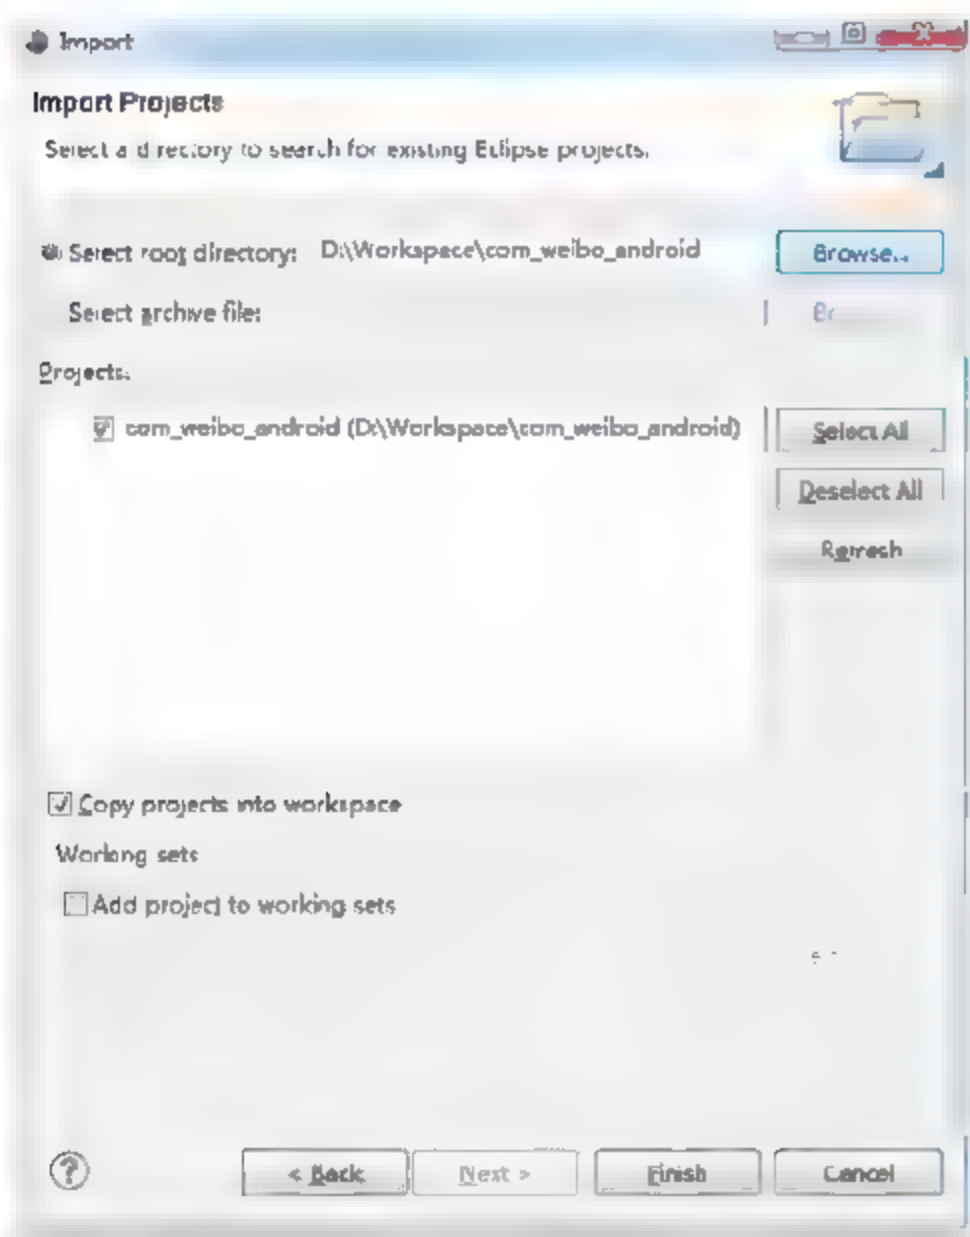 Import
Import Projects
Select a directory to search for existing Eclipse projects.
Select root directory: D:\Workspace\com_weibo_android Browse...
Select archive file: Br
Projects:
com_weibo_android (D:\Workspace\com_weibo_android) Select All
Deselect All
Refresh
Copy projects into workspace
Working sets
Add project to working sets
< Back Next > Finish Cancel